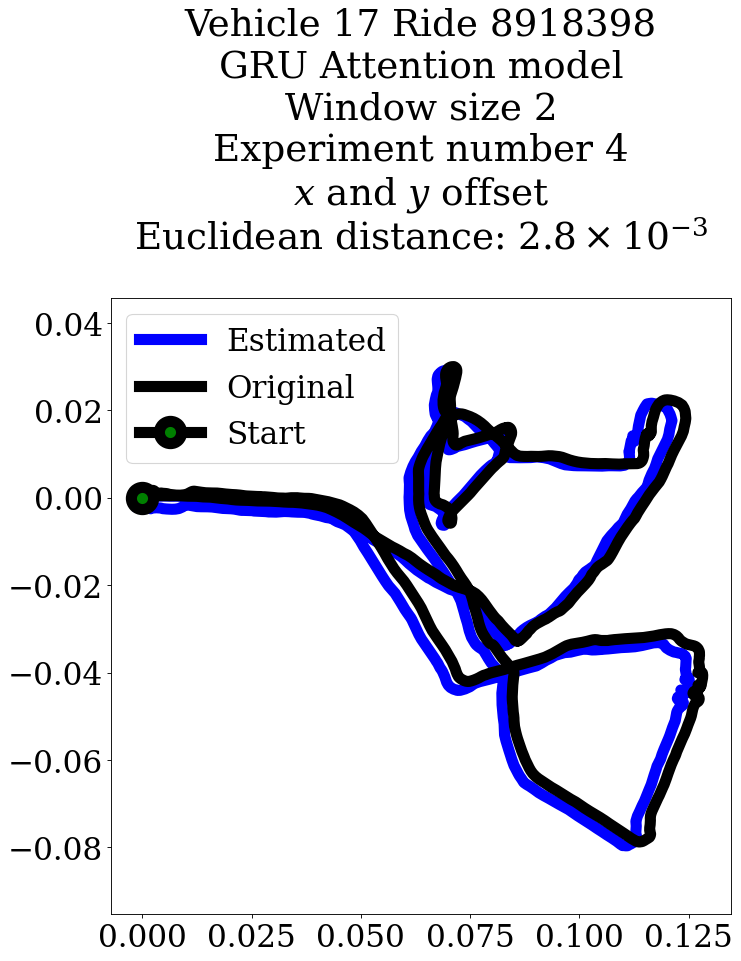 Vehicle 17 Ride 8918398
GRU Attention model
Window size 2
Experiment number 4
x and y offset
Euclidean distance: 2.8 × 10⁻³
Estimated
Original
Start
0.04
0.02
0.00
−0.02
−0.04
−0.06
−0.08
0.000 0.025 0.050 0.075 0.100 0.125